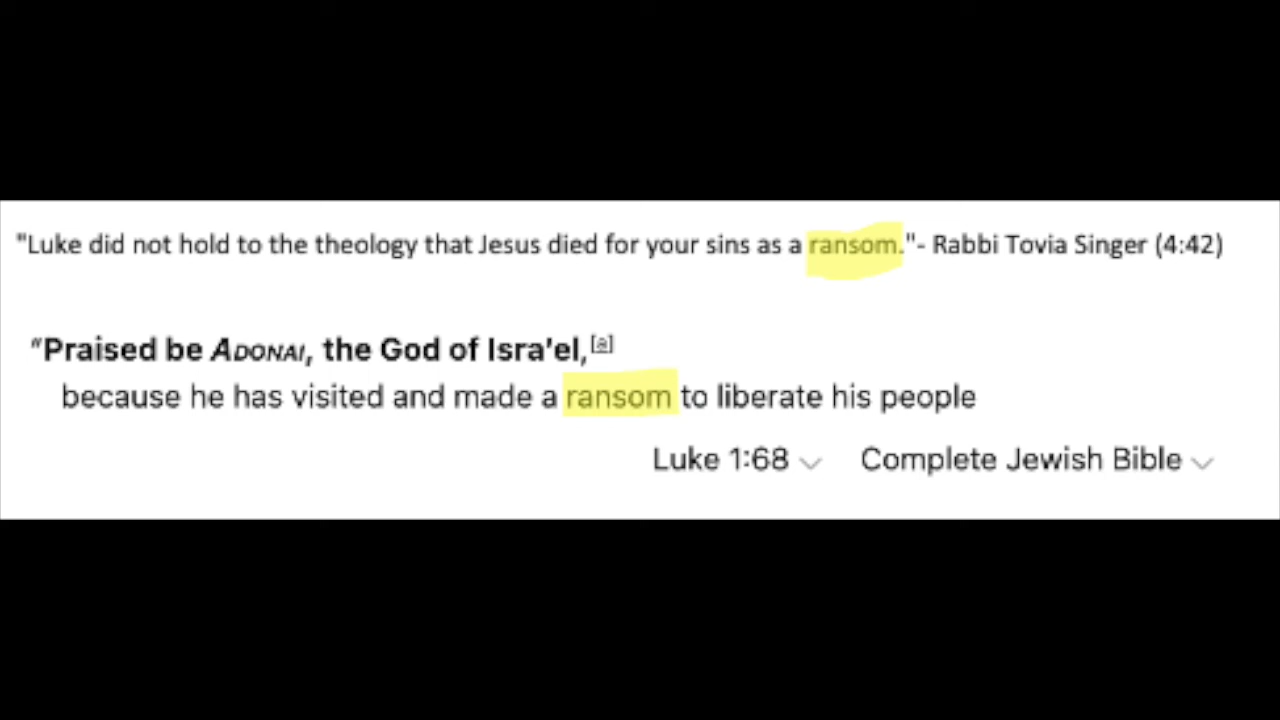 "Luke did not hold to the theology that Jesus died for your sins as a ransom."- Rabbi Tovia Singer (4:42)
"Praised be ADONAI, the God of Isra'el,[a]
because he has visited and made a ransom to liberate his people
Luke 1:68 Complete Jewish Bible